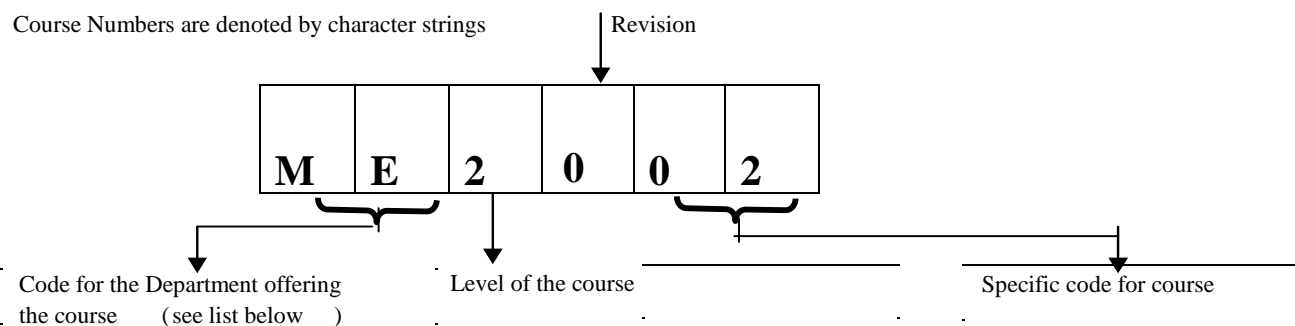 Course Numbers are denoted by character strings Revision
M E 2 0 0 2
Code for the Department offering Level of the course Specific code for course
the course (see list below )